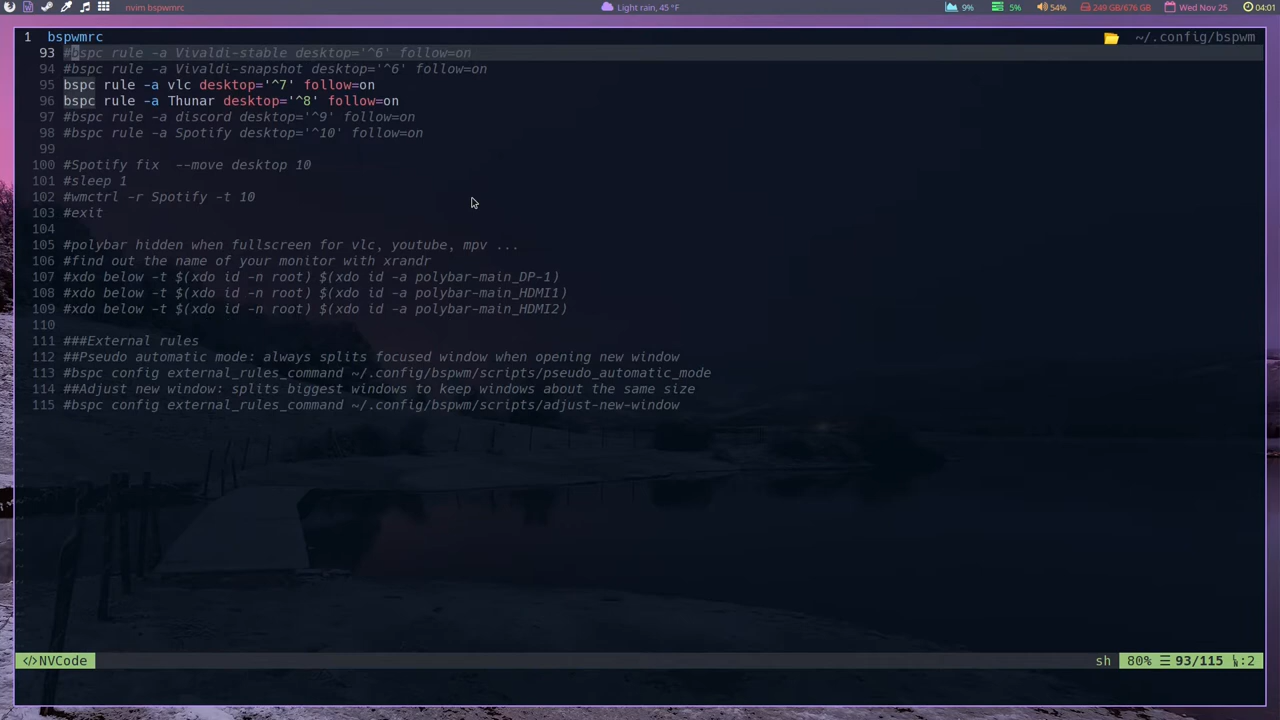 nvim bspwmrc
Light rain, 45 °F
9%
5%
54%
249 GB/676 GB
Wed Nov 25
04:01
1 bspwmrc
~/.config/bspwm
93 #bspc rule -a Vivaldi-stable desktop='^6' follow=on
94 #bspc rule -a Vivaldi-snapshot desktop='^6' follow=on
95 bspc rule -a vlc desktop='^7' follow=on
96 bspc rule -a Thunar desktop='^8' follow=on
97 #bspc rule -a discord desktop='^9' follow=on
98 #bspc rule -a Spotify desktop='^10' follow=on
99
100 #Spotify fix  --move desktop 10
101 #sleep 1
102 #wmctrl -r Spotify -t 10
103 #exit
104
105 #polybar hidden when fullscreen for vlc, youtube, mpv ...
106 #find out the name of your monitor with xrandr
107 #xdo below -t $(xdo id -n root) $(xdo id -a polybar-main_DP-1)
108 #xdo below -t $(xdo id -n root) $(xdo id -a polybar-main_HDMI1)
109 #xdo below -t $(xdo id -n root) $(xdo id -a polybar-main_HDMI2)
110
111 ###External rules
112 ##Pseudo automatic mode: always splits focused window when opening new window
113 #bspc config external_rules_command ~/.config/bspwm/scripts/pseudo_automatic_mode
114 ##Adjust new window: splits biggest windows to keep windows about the same size
115 #bspc config external_rules_command ~/.config/bspwm/scripts/adjust-new-window
</>NVCode
sh
80% ☰ 93/115 :2